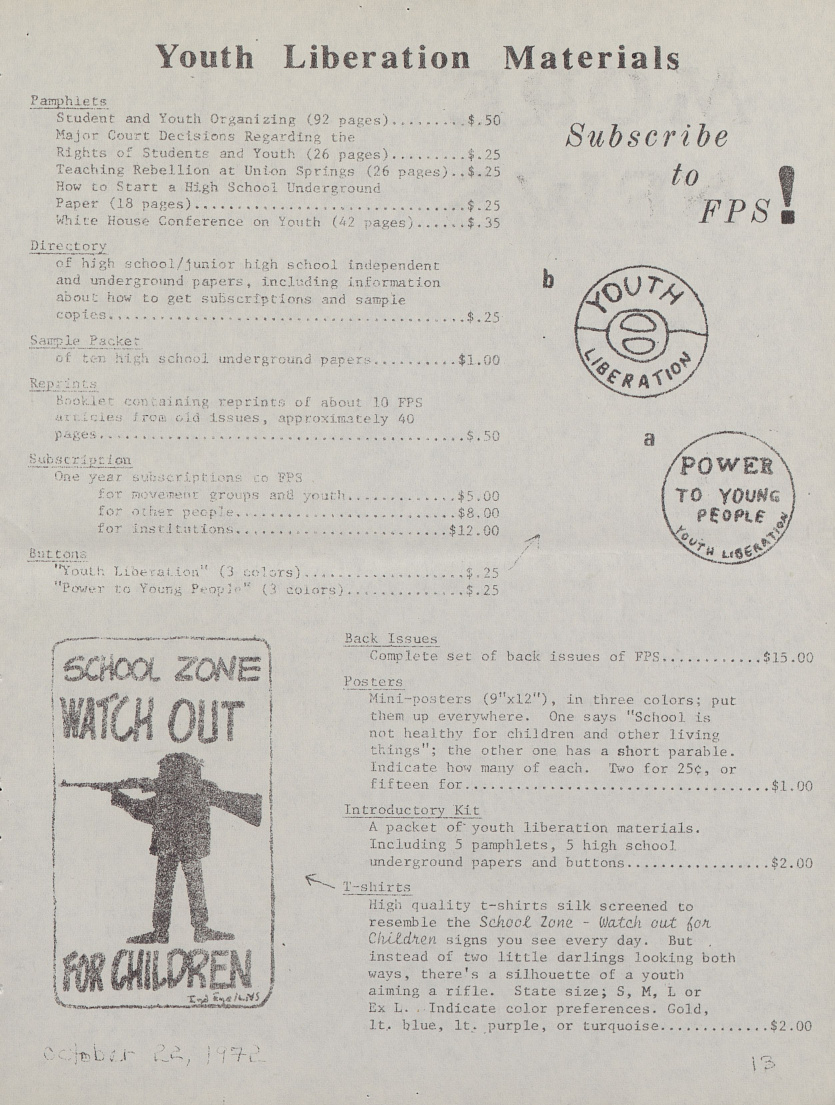 Youth Liberation Materials
Pamphlets
Student and Youth Organizing (92 pages).........$.50
Major Court Decisions Regarding the
Rights of Students and Youth (26 pages).........$.25
Teaching Rebellion at Union Springs (26 pages)..$.25
How to Start a High School Underground
Paper (18 pages)................................$.25
White House Conference on Youth (42 pages)......$.35
Directory
of high school/junior high school independent
and underground papers, including information
about how to get subscriptions and sample
copies..........................................$.25
Sample Packet
of ten high school underground papers..........$1.00
Reprints
Booklet containing reprints of about 10 FPS
articles from old issues, approximately 40
pages...........................................$.50
Subscription
One year subscriptions to FPS
for movement groups and youth.............$5.00
for other people..........................$8.00
for institutions.........................$12.00
Buttons
"Youth Liberation" (3 colors)...................$.25
"Power to Young People" (3 colors)..............$.25
Subscribe
to
FPS!
b
YOUTH
LIBERATION
a
POWER
TO YOUNG
PEOPLE
YOUTH LIBERATION
SCHOOL ZONE
WATCH OUT
FOR CHILDREN
Back Issues
Complete set of back issues of FPS............$15.00
Posters
Mini-posters (9"x12"), in three colors; put
them up everywhere. One says "School is
not healthy for children and other living
things"; the other one has a short parable.
Indicate how many of each. Two for 25¢, or
fifteen for....................................$1.00
Introductory Kit
A packet of youth liberation materials.
Including 5 pamphlets, 5 high school
underground papers and buttons.................$2.00
T-shirts
High quality t-shirts silk screened to
resemble the School Zone - Watch out for
Children signs you see every day. But
instead of two little darlings looking both
ways, there's a silhouette of a youth
aiming a rifle. State size; S, M, L or
Ex L. Indicate color preferences. Gold,
lt. blue, lt. purple, or turquoise.............$2.00
October 22, 1972
13